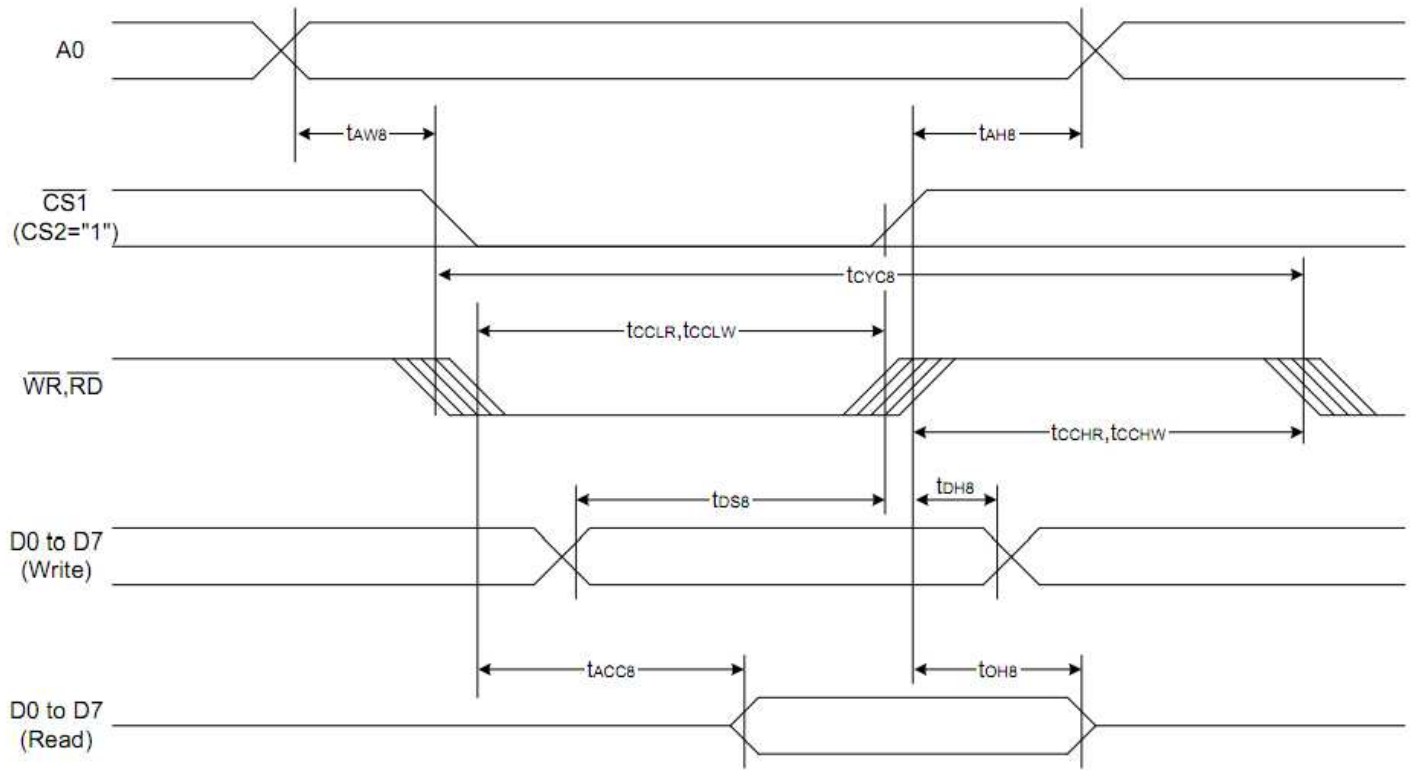 A0
tAW8
tAH8
CS1
(CS2="1")
tCYC8
tCCLR,tCCLW
WR,RD
tCCHR,tCCHW
tDS8
tDH8
D0 to D7
(Write)
tACC8
tOH8
D0 to D7
(Read)